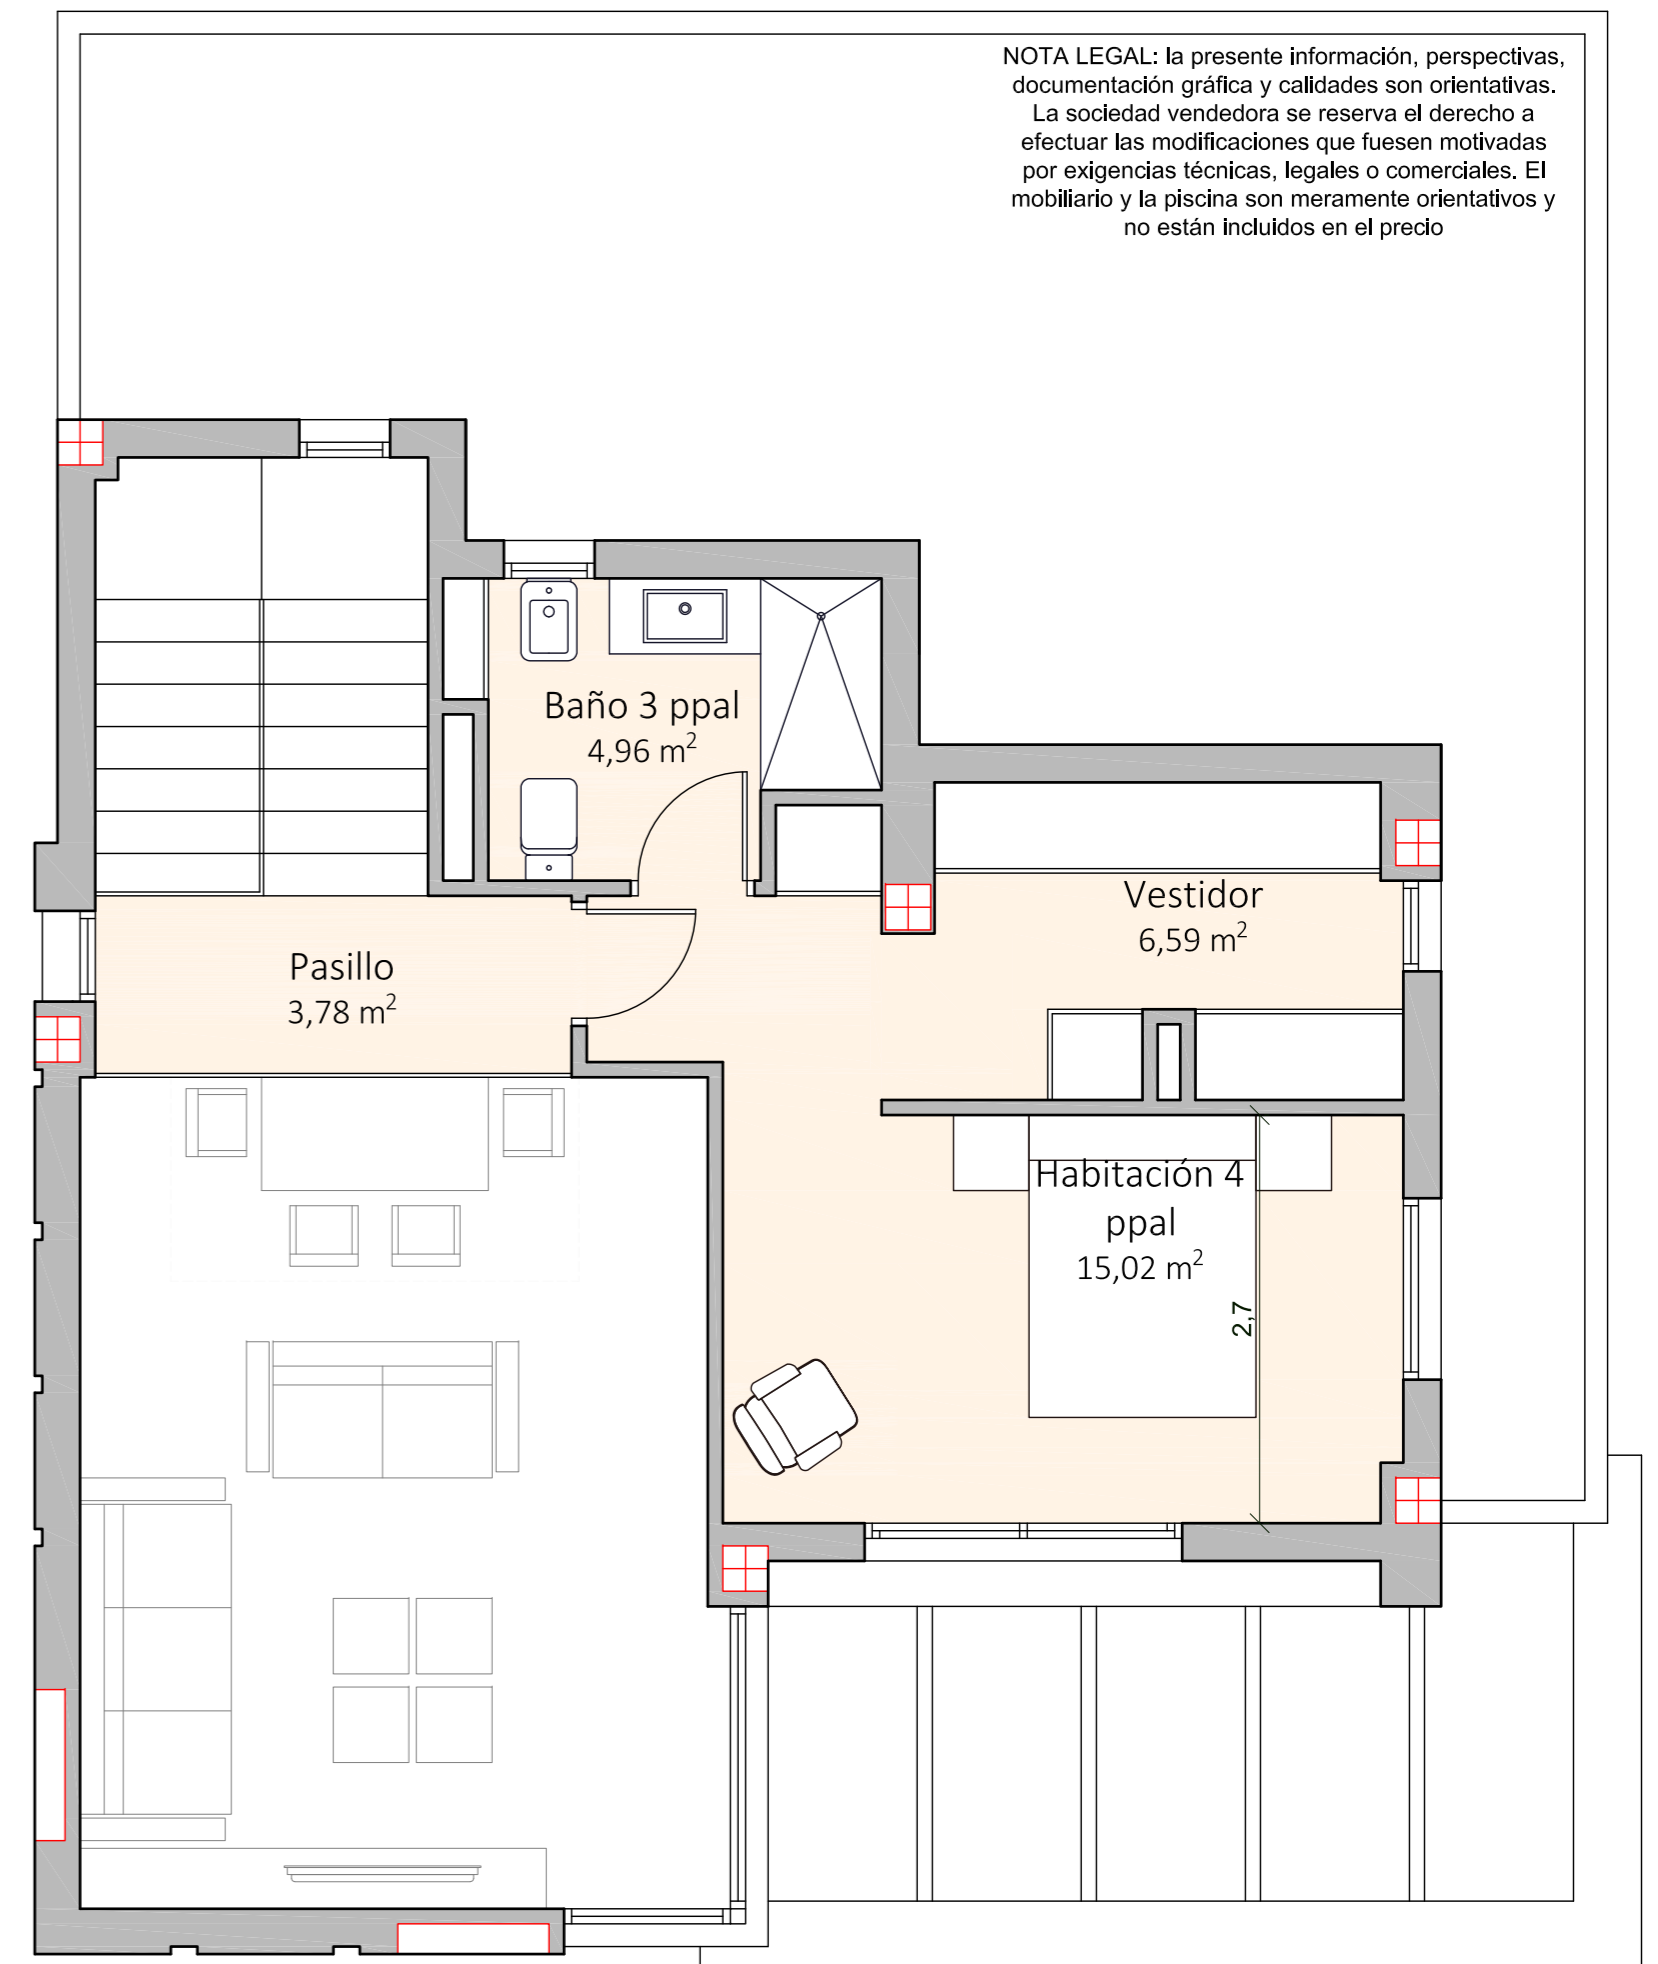 NOTA LEGAL: la presente información, perspectivas,
documentación gráfica y calidades son orientativas.
La sociedad vendedora se reserva el derecho a
efectuar las modificaciones que fuesen motivadas
por exigencias técnicas, legales o comerciales. El
mobiliario y la piscina son meramente orientativos y
no están incluidos en el precio
Baño 3 ppal
4,96 m²
Vestidor
6,59 m²
Pasillo
3,78 m²
Habitación 4
ppal
15,02 m²
2,7